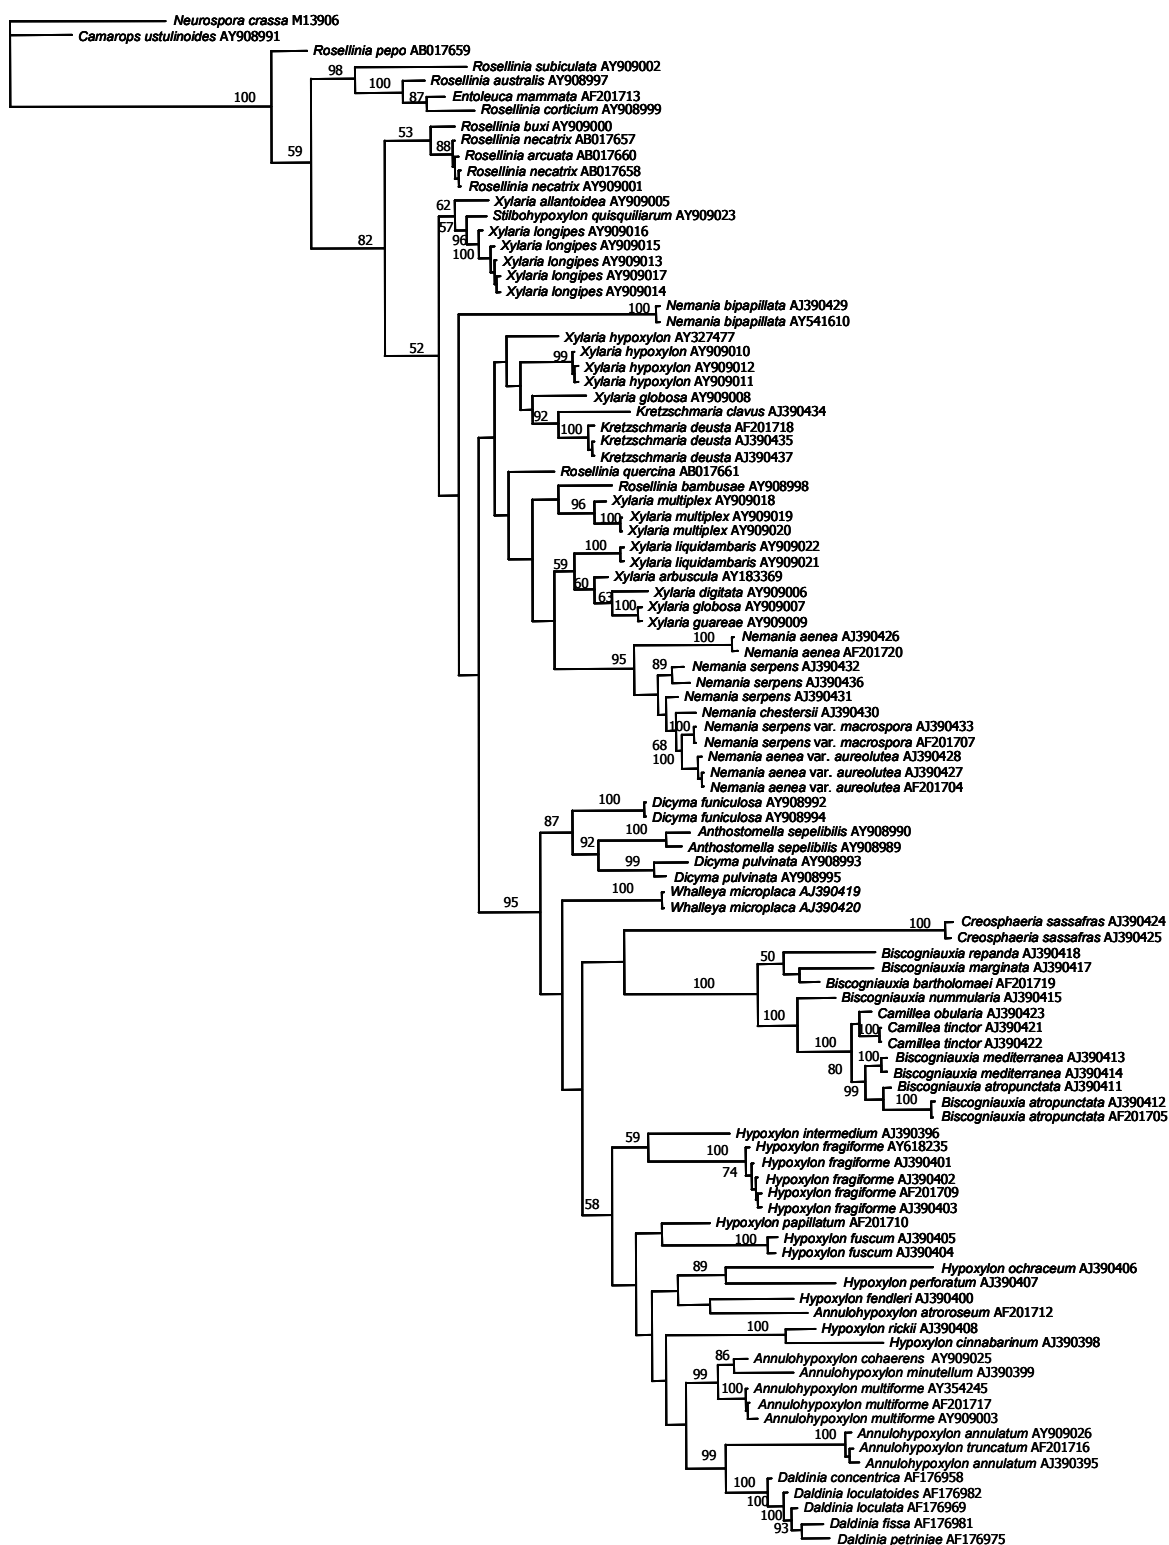 Neurospora crassa M13906
Camarops ustulinoides AY908991
Rosellinia pepo AB017659
Rosellinia subiculata AY909002
98
Rosellinia australis AY908997
100
Entoleuca mammata AF201713
87
100
Rosellinia corticium AY908999
Rosellinia buxi AY909000
53
Rosellinia necatrix AB017657
88
59
Rosellinia arcuata AB017660
Rosellinia necatrix AB017658
Rosellinia necatrix AY909001
Xylaria allantoidea AY909005
62
Stilbohypoxylon quisquiliarum AY909023
57
Xylaria longipes AY909016
82
96
Xylaria longipes AY909015
100
Xylaria longipes AY909013
Xylaria longipes AY909017
Xylaria longipes AY909014
100
Nemania bipapillata AJ390429
Nemania bipapillata AY541610
Xylaria hypoxylon AY327477
52
99
Xylaria hypoxylon AY909010
Xylaria hypoxylon AY909012
Xylaria hypoxylon AY909011
Xylaria globosa AY909008
92
Kretzschmaria clavus AJ390434
100
Kretzschmaria deusta AF201718
Kretzschmaria deusta AJ390435
Kretzschmaria deusta AJ390437
Rosellinia quercina AB017661
Rosellinia bambusae AY908998
96
Xylaria multiplex AY909018
100
Xylaria multiplex AY909019
Xylaria multiplex AY909020
100
Xylaria liquidambaris AY909022
59
Xylaria liquidambaris AY909021
60
Xylaria arbuscula AY183369
63
Xylaria digitata AY909006
100
Xylaria globosa AY909007
Xylaria guareae AY909009
100
Nemania aenea AJ390426
Nemania aenea AF201720
95
89
Nemania serpens AJ390432
Nemania serpens AJ390436
Nemania serpens AJ390431
Nemania chestersii AJ390430
100
Nemania serpens var. macrospora AJ390433
68
Nemania serpens var. macrospora AF201707
100
Nemania aenea var. aureolutea AJ390428
Nemania aenea var. aureolutea AJ390427
Nemania aenea var. aureolutea AF201704
100
Dicyma funiculosa AY908992
87
Dicyma funiculosa AY908994
100
Anthostomella sepelibilis AY908990
92
Anthostomella sepelibilis AY908989
99
Dicyma pulvinata AY908993
Dicyma pulvinata AY908995
95
100
Whalleya microplaca AJ390419
Whalleya microplaca AJ390420
100
Creosphaeria sassafras AJ390424
Creosphaeria sassafras AJ390425
50
Biscogniauxia repanda AJ390418
Biscogniauxia marginata AJ390417
100
Biscogniauxia bartholomaei AF201719
Biscogniauxia nummularia AJ390415
100
Camillea obularia AJ390423
100
Camillea tinctor AJ390421
100
Camillea tinctor AJ390422
100
Biscogniauxia mediterranea AJ390413
80
Biscogniauxia mediterranea AJ390414
99
Biscogniauxia atropunctata AJ390411
100
Biscogniauxia atropunctata AJ390412
Biscogniauxia atropunctata AF201705
59
Hypoxylon intermedium AJ390396
100
Hypoxylon fragiforme AY618235
74
Hypoxylon fragiforme AJ390401
Hypoxylon fragiforme AJ390402
Hypoxylon fragiforme AF201709
58
Hypoxylon fragiforme AJ390403
Hypoxylon papillatum AF201710
100
Hypoxylon fuscum AJ390405
Hypoxylon fuscum AJ390404
89
Hypoxylon ochraceum AJ390406
Hypoxylon perforatum AJ390407
Hypoxylon fendleri AJ390400
Annulohypoxylon atroroseum AF201712
100
Hypoxylon rickii AJ390408
Hypoxylon cinnabarinum AJ390398
86
Annulohypoxylon cohaerens AY909025
99
Annulohypoxylon minutellum AJ390399
100
Annulohypoxylon multiforme AY354245
Annulohypoxylon multiforme AF201717
Annulohypoxylon multiforme AY909003
100
Annulohypoxylon annulatum AY909026
99
Annulohypoxylon truncatum AF201716
Annulohypoxylon annulatum AJ390395
100
Daldinia concentrica AF176958
100
Daldinia loculatoides AF176982
100
Daldinia loculata AF176969
93
Daldinia fissa AF176981
Daldinia petriniae AF176975